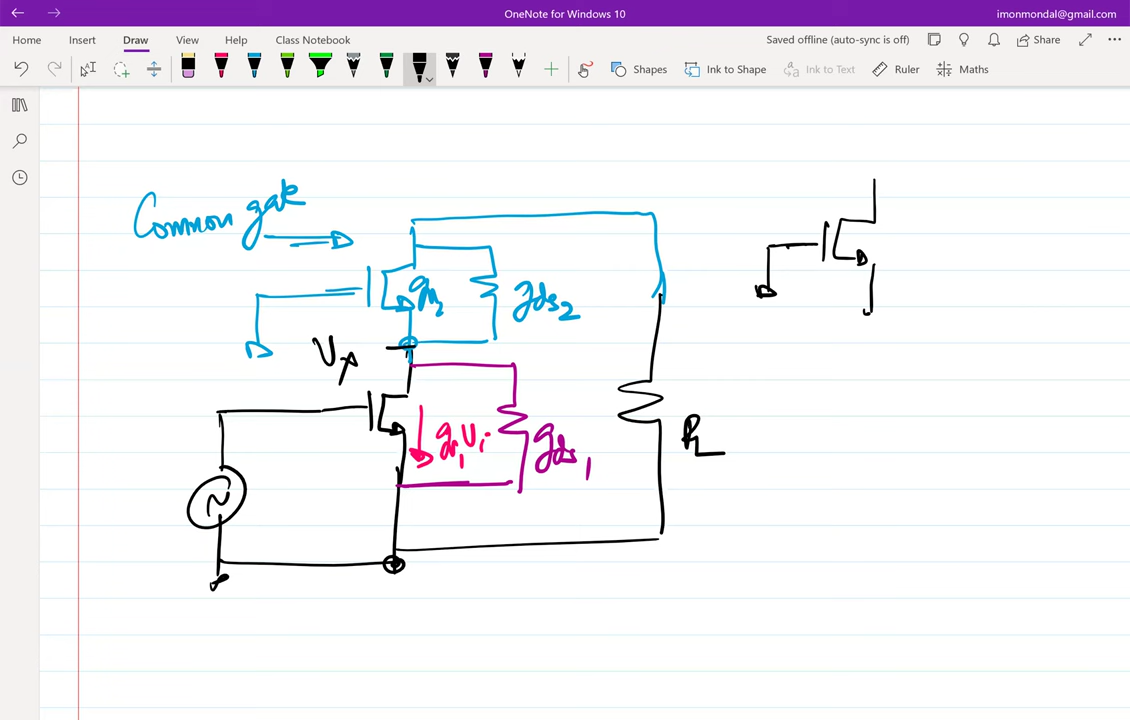 OneNote for Windows 10
imonmondal@gmail.com
Home Insert Draw View Help Class Notebook
Saved offline (auto-sync is off) Share
Shapes Ink to Shape Ink to Text Ruler Maths
Common gate
gm2
gds2
Vx
gm1vi
gds1
RL